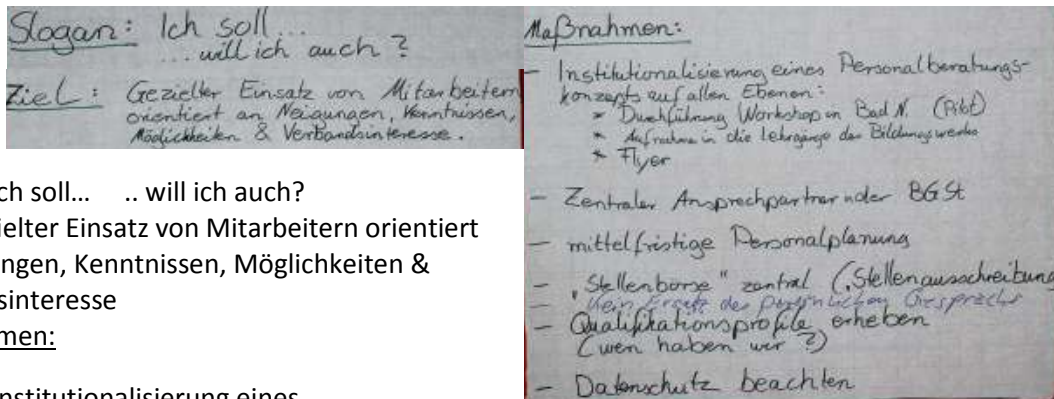 Slogan: Ich soll...
... will ich auch?
Ziel: Gezielter Einsatz von Mitarbeitern
orientiert an Neigungen, Kenntnissen,
Möglichkeiten & Verbandsinteresse.
ch soll… .. will ich auch?
ielter Einsatz von Mitarbeitern orientiert
ungen, Kenntnissen, Möglichkeiten &
sinteresse
men:
nstitutionalisierung eines
Maßnahmen:
- Institutionalisierung eines Personalberatungs-
konzepts auf allen Ebenen:
* Durchführung Workshop in Bad N. (Pilot)
* Aufnahme in die Lehrgänge des Bildungswerks
* Flyer
- Zentraler Ansprechpartner in der BGSt
- mittelfristige Personalplanung
- "Stellenbörse" zentral (Stellenausschreibung
- Kein Ersatz des persönlichen Gesprächs
- Qualifikationsprofile erheben
(wen haben wir?)
- Datenschutz beachten